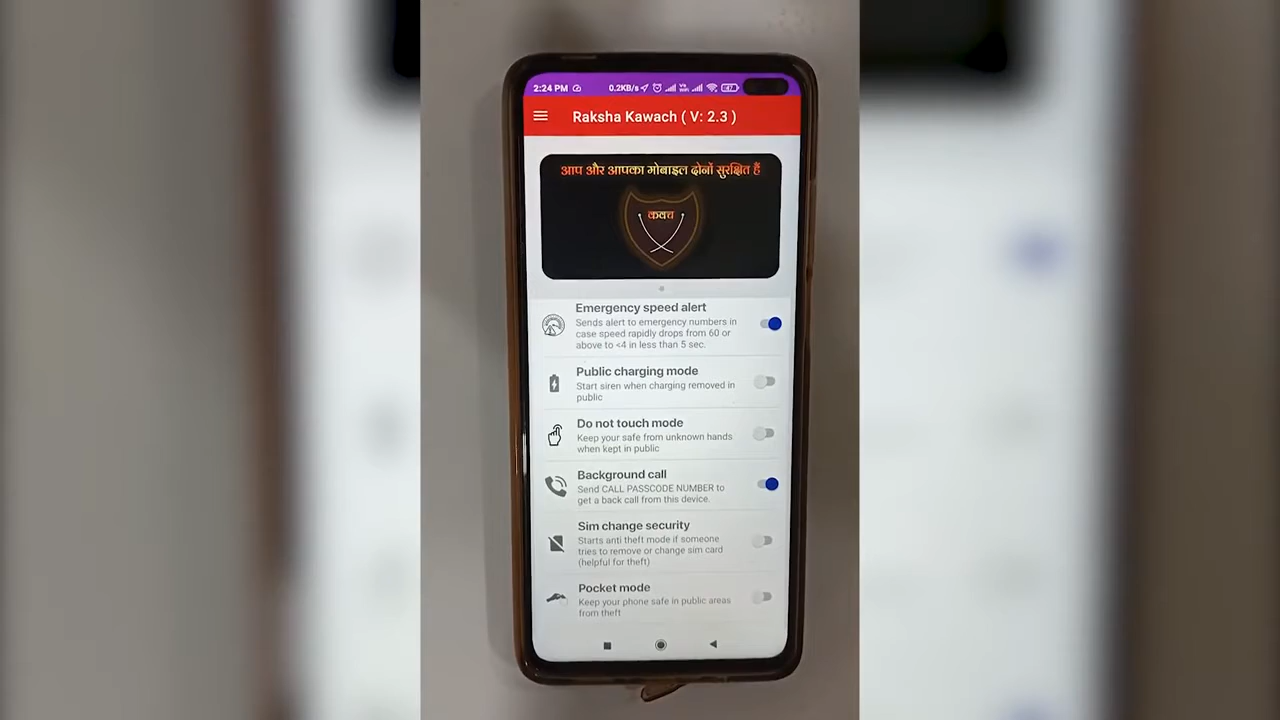 2:24 PM 0.2KB/s 47
Raksha Kawach ( V: 2.3 )
आप और आपका मोबाइल दोनों सुरक्षित हैं
कवच
Emergency speed alert
Sends alert to emergency numbers in
case speed rapidly drops from 60 or
above to <4 in less than 5 sec.
Public charging mode
Start siren when charging removed in
public
Do not touch mode
Keep your safe from unknown hands
when kept in public
Background call
Send CALL PASSCODE NUMBER to
get a back call from this device.
Sim change security
Starts anti theft mode if someone
tries to remove or change sim card
(helpful for theft)
Pocket mode
Keep your phone safe in public areas
from theft